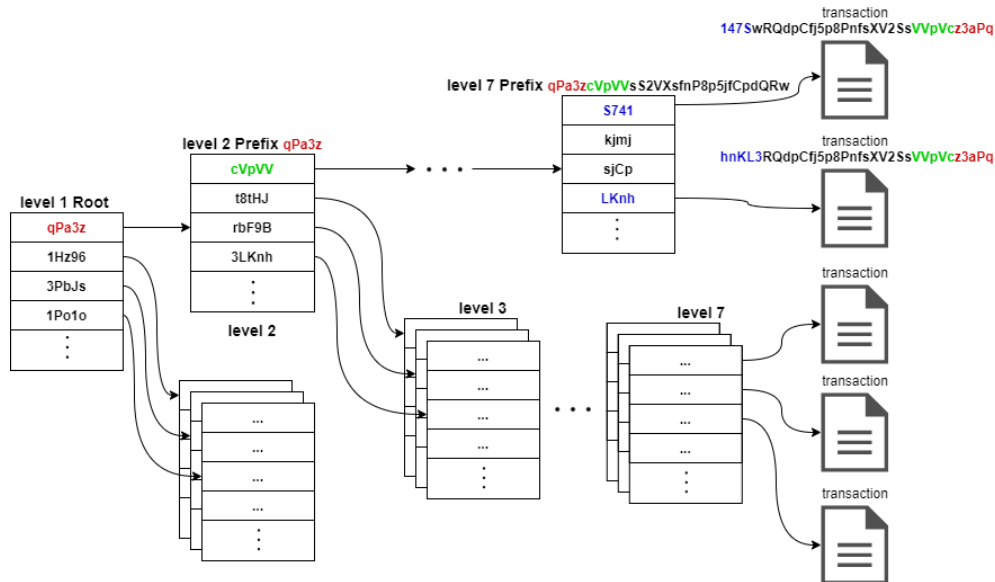 transaction
147SwRQdpCfj5p8PnfsXV2SsVVpVcz3aPq
level 7 Prefix qPa3zcVpVVsS2VXsfnP8p5jfCpdQRw
S741
kjmj
sjCp
LKnh
transaction
hnKL3RQdpCfj5p8PnfsXV2SsVVpVcz3aPq
level 2 Prefix qPa3z
cVpVV
t8tHJ
rbF9B
3LKnh
level 1 Root
qPa3z
1Hz96
3PbJs
1Po1o
level 2
...
...
...
...
level 3
...
...
...
...
level 7
...
...
...
...
transaction
transaction
transaction